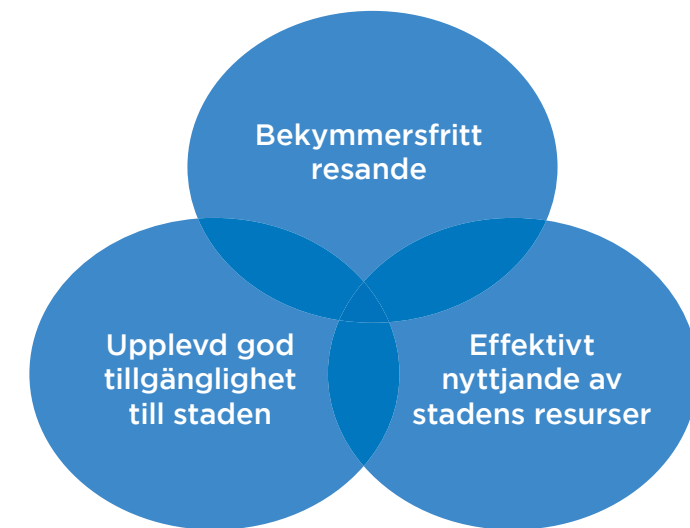 Bekymmersfritt
resande
Upplevd god
tillgänglighet
till staden
Effektivt
nyttjande av
stadens resurser